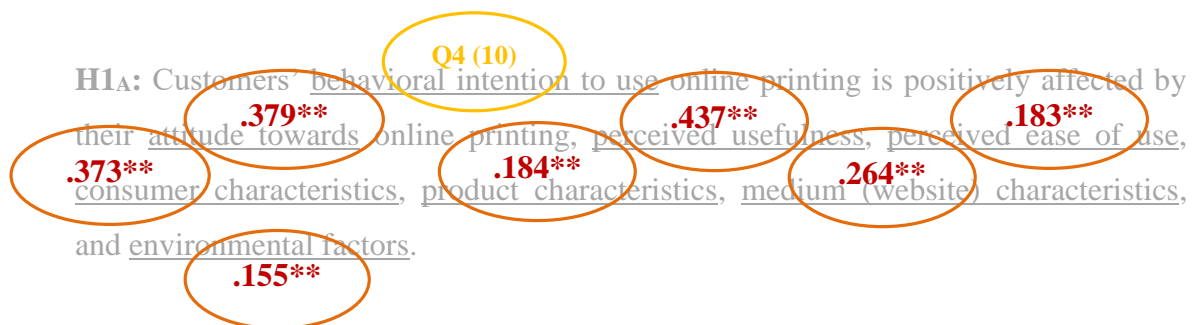 Q4 (10)
H1A: Customers’ behavioral intention to use online printing is positively affected by
.379** .437** .183**
their attitude towards online printing, perceived usefulness, perceived ease of use,
.373** .184** .264**
consumer characteristics, product characteristics, medium (website) characteristics,
and environmental factors.
.155**